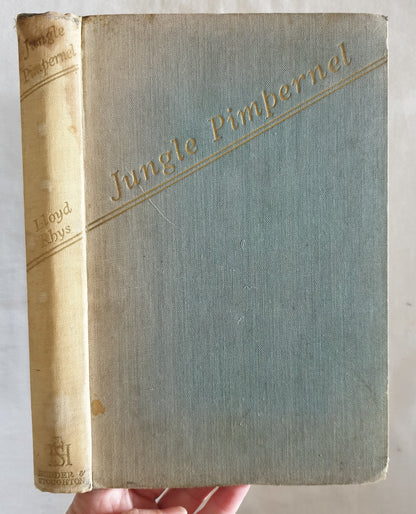 Jungle
Pimpernel
Lloyd
Rhys
HODDER &
STOUGHTON
Jungle Pimpernel